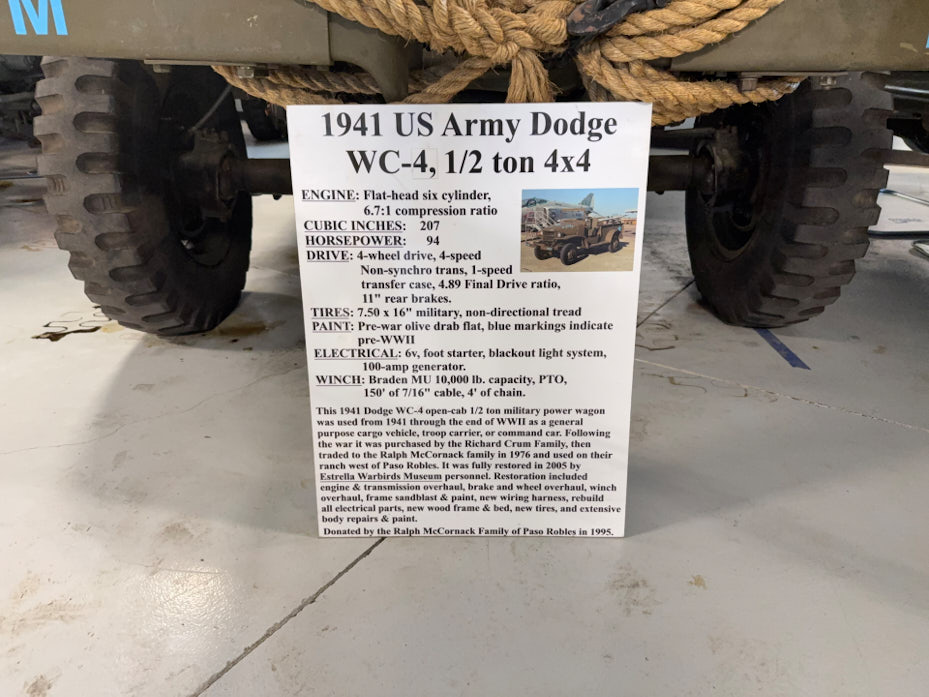 M
1941 US Army Dodge
WC-4, 1/2 ton 4x4
ENGINE: Flat-head six cylinder,
6.7:1 compression ratio
CUBIC INCHES: 207
HORSEPOWER: 94
DRIVE: 4-wheel drive, 4-speed
Non-synchro trans, 1-speed
transfer case, 4.89 Final Drive ratio,
11" rear brakes.
TIRES: 7.50 x 16" military, non-directional tread
PAINT: Pre-war olive drab flat, blue markings indicate
pre-WWII
ELECTRICAL: 6v, foot starter, blackout light system,
100-amp generator.
WINCH: Braden MU 10,000 lb. capacity, PTO,
150' of 7/16" cable, 4' of chain.
This 1941 Dodge WC-4 open-cab 1/2 ton military power wagon
was used from 1941 through the end of WWII as a general
purpose cargo vehicle, troop carrier, or command car. Following
the war it was purchased by the Richard Crum Family, then
traded to the Ralph McCornack family in 1976 and used on their
ranch west of Paso Robles. It was fully restored in 2005 by
Estrella Warbirds Museum personnel. Restoration included
engine & transmission overhaul, brake and wheel overhaul, winch
overhaul, frame sandblast & paint, new wiring harness, rebuild
all electrical parts, new wood frame & bed, new tires, and extensive
body repairs & paint.
Donated by the Ralph McCornack Family of Paso Robles in 1995.